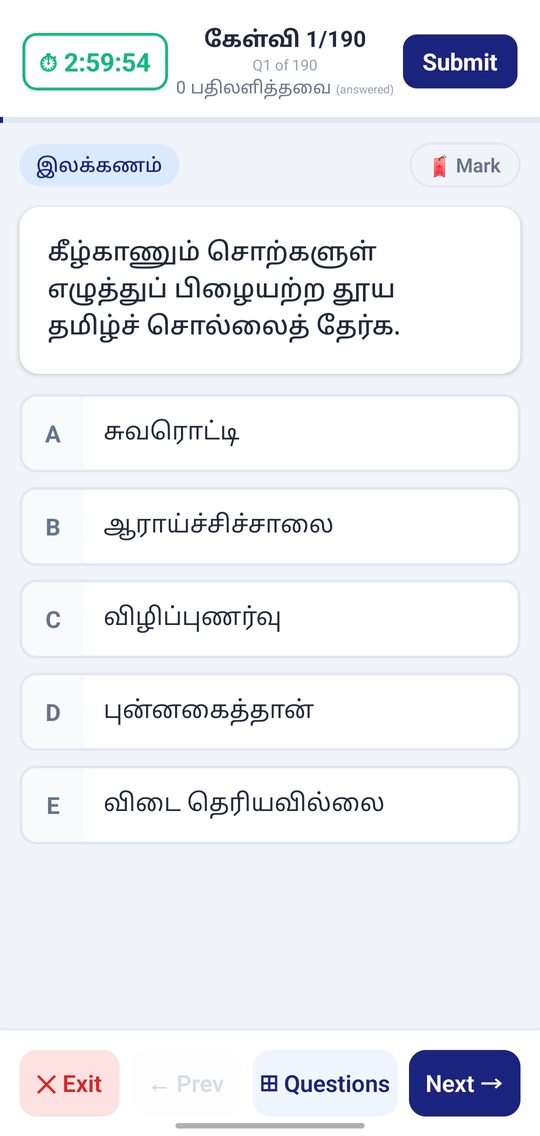 2:59:54
கேள்வி 1/190
Q1 of 190
0 பதிலளித்தவை (answered)
Submit
இலக்கணம்
Mark
கீழ்காணும் சொற்களுள்
எழுத்துப் பிழையற்ற தூய
தமிழ்ச் சொல்லைத் தேர்க.
A சுவரொட்டி
B ஆராய்ச்சிச்சாலை
C விழிப்புணர்வு
D புன்னகைத்தான்
E விடை தெரியவில்லை
Exit
← Prev
Questions
Next →